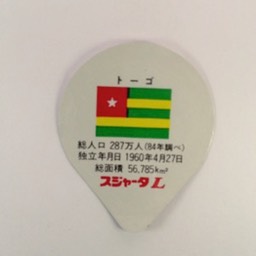 トーゴ
総人口 287万人(84年調べ)
独立年月日 1960年4月27日
総面積 56,785km²
スジャータ L